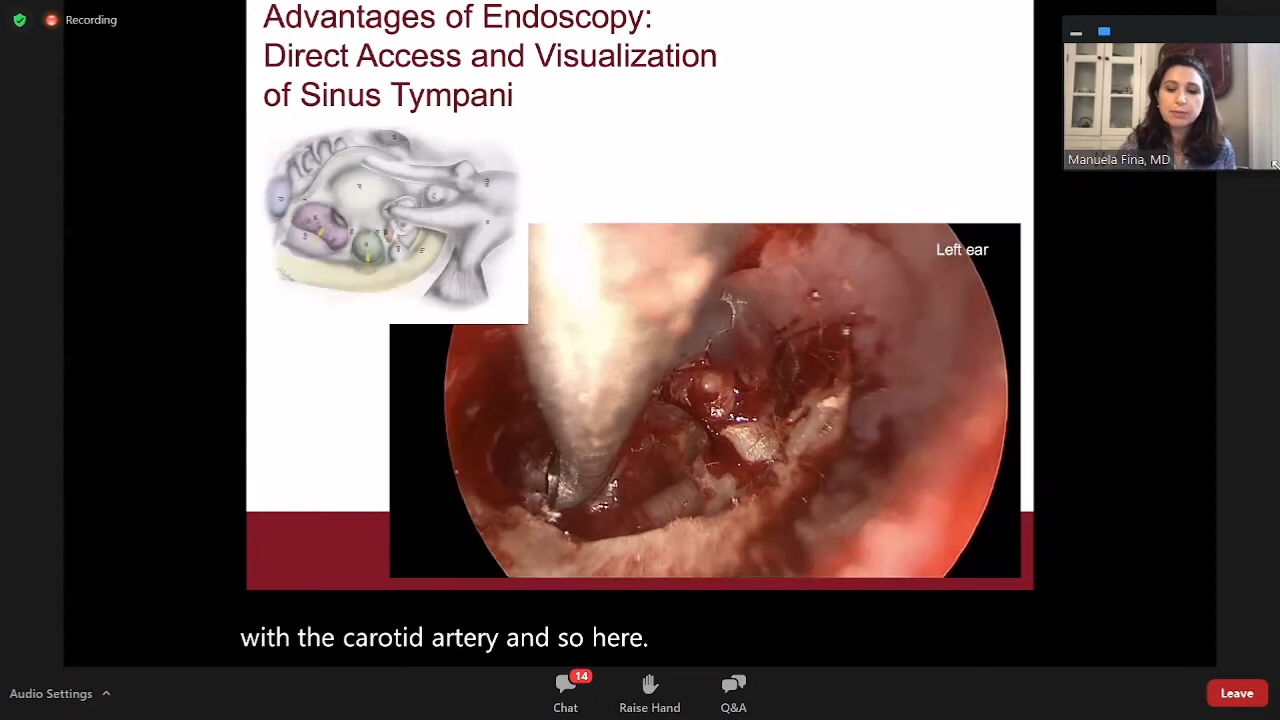 Recording
Advantages of Endoscopy:
Direct Access and Visualization
of Sinus Tympani
Manuela Fina, MD
Left ear
with the carotid artery and so here.
Audio Settings
14
Chat
Raise Hand
Q&A
Leave